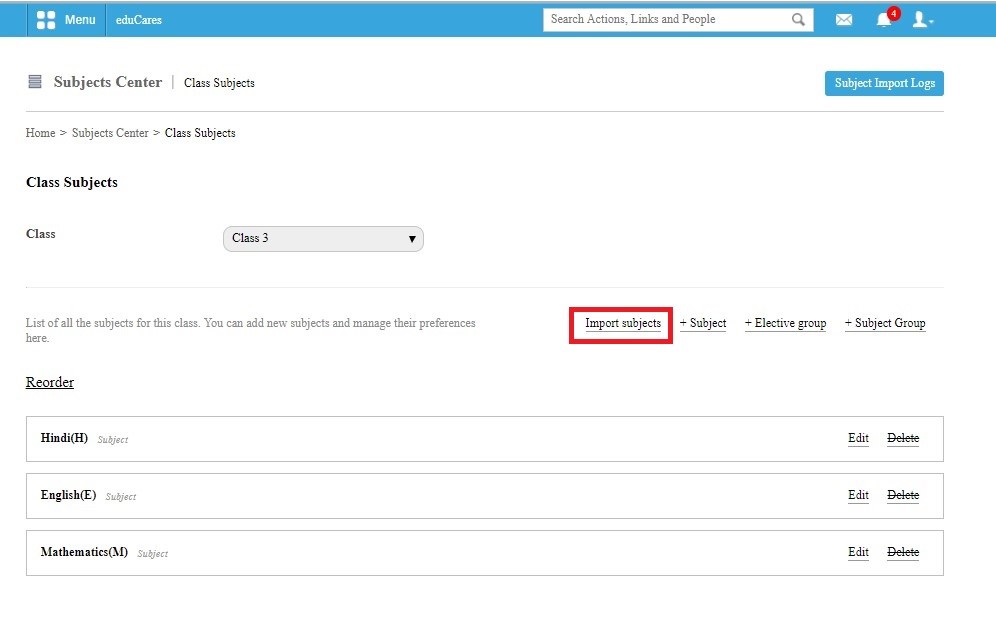 Menu educCares
Search Actions, Links and People
4
Subjects Center | Class Subjects
Subject Import Logs
Home > Subjects Center > Class Subjects
Class Subjects
Class
Class 3
List of all the subjects for this class. You can add new subjects and manage their preferences
here.
Import subjects + Subject + Elective group + Subject Group
Reorder
Hindi(H) Subject Edit Delete
English(E) Subject Edit Delete
Mathematics(M) Subject Edit Delete